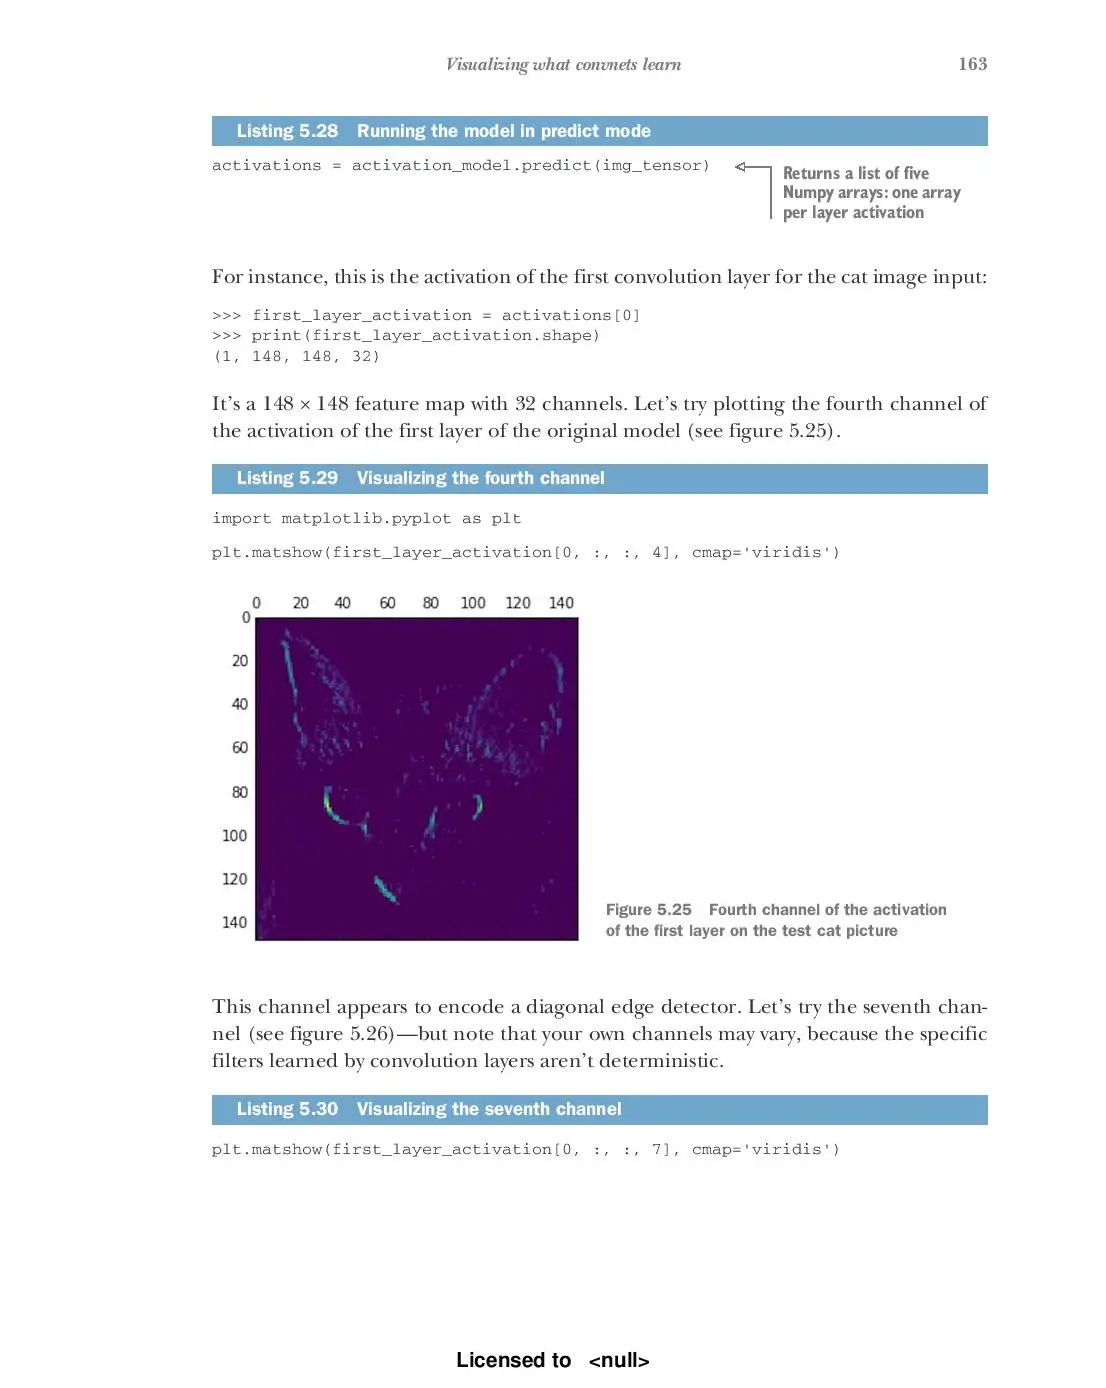 Visualizing what convnets learn 163
Listing 5.28 Running the model in predict mode
activations = activation_model.predict(img_tensor)
Returns a list of five
Numpy arrays: one array
per layer activation
For instance, this is the activation of the first convolution layer for the cat image input:
>>> first_layer_activation = activations[0]
>>> print(first_layer_activation.shape)
(1, 148, 148, 32)
It's a 148 × 148 feature map with 32 channels. Let's try plotting the fourth channel of
the activation of the first layer of the original model (see figure 5.25).
Listing 5.29 Visualizing the fourth channel
import matplotlib.pyplot as plt
plt.matshow(first_layer_activation[0, :, :, 4], cmap='viridis')
0 20 40 60 80 100 120 140
0
20
40
60
80
100
120
140
Figure 5.25 Fourth channel of the activation
of the first layer on the test cat picture
This channel appears to encode a diagonal edge detector. Let's try the seventh chan-
nel (see figure 5.26)—but note that your own channels may vary, because the specific
filters learned by convolution layers aren't deterministic.
Listing 5.30 Visualizing the seventh channel
plt.matshow(first_layer_activation[0, :, :, 7], cmap='viridis')
Licensed to <null>